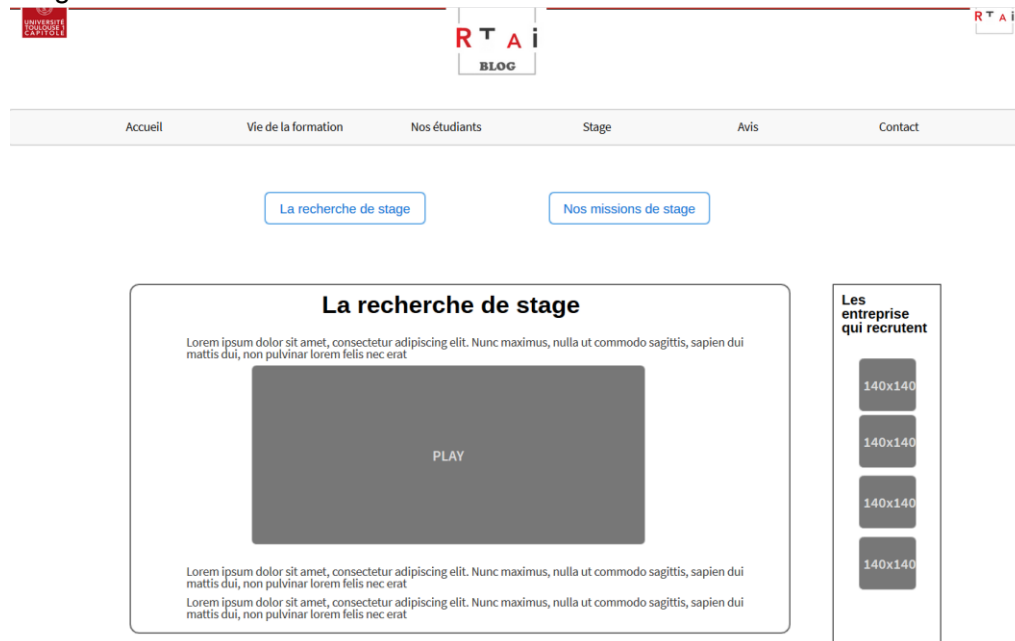 UNIVERSITÉ
TOULOUSE 1
CAPITOLE
R T A i
BLOG
R T A i
Accueil Vie de la formation Nos étudiants Stage Avis Contact
La recherche de stage Nos missions de stage
La recherche de stage
Lorem ipsum dolor sit amet, consectetur adipiscing elit. Nunc maximus, nulla ut commodo sagittis, sapien dui
mattis dui, non pulvinar lorem felis nec erat
PLAY
Lorem ipsum dolor sit amet, consectetur adipiscing elit. Nunc maximus, nulla ut commodo sagittis, sapien dui
mattis dui, non pulvinar lorem felis nec erat
Lorem ipsum dolor sit amet, consectetur adipiscing elit. Nunc maximus, nulla ut commodo sagittis, sapien dui
mattis dui, non pulvinar lorem felis nec erat
Les
entreprise
qui recrutent
140x140
140x140
140x140
140x140